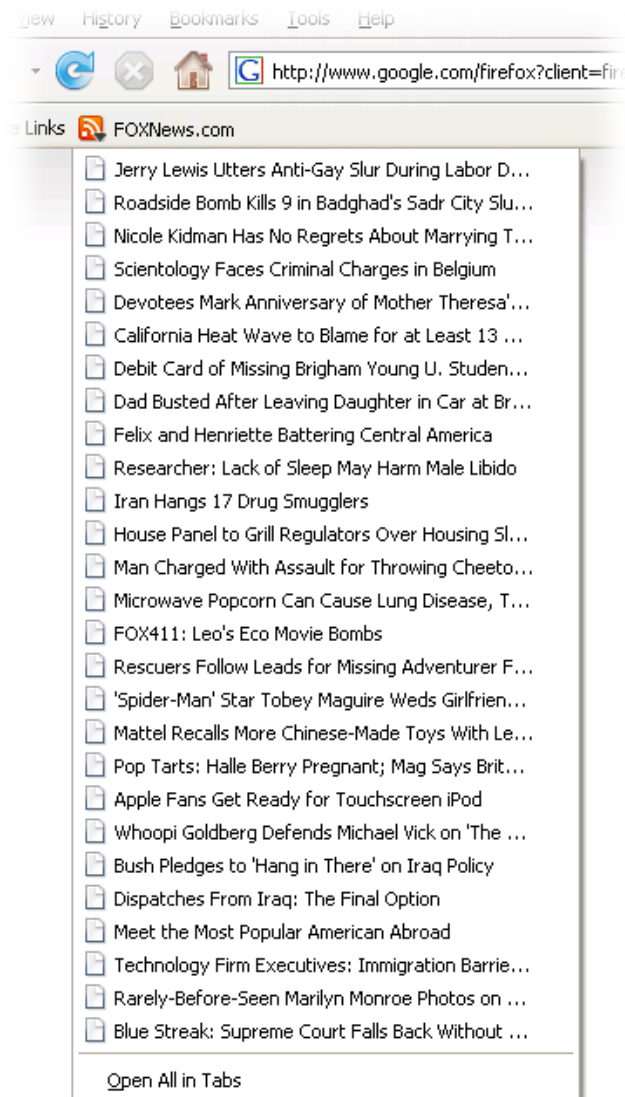 View History Bookmarks Tools Help
http://www.google.com/firefox?client=fire
Links FOXNews.com
Jerry Lewis Utters Anti-Gay Slur During Labor D...
Roadside Bomb Kills 9 in Badghad's Sadr City Slu...
Nicole Kidman Has No Regrets About Marrying T...
Scientology Faces Criminal Charges in Belgium
Devotees Mark Anniversary of Mother Theresa'...
California Heat Wave to Blame for at Least 13 ...
Debit Card of Missing Brigham Young U. Studen...
Dad Busted After Leaving Daughter in Car at Br...
Felix and Henriette Battering Central America
Researcher: Lack of Sleep May Harm Male Libido
Iran Hangs 17 Drug Smugglers
House Panel to Grill Regulators Over Housing Sl...
Man Charged With Assault for Throwing Cheeto...
Microwave Popcorn Can Cause Lung Disease, T...
FOX411: Leo's Eco Movie Bombs
Rescuers Follow Leads for Missing Adventurer F...
'Spider-Man' Star Tobey Maguire Weds Girlfrien...
Mattel Recalls More Chinese-Made Toys With Le...
Pop Tarts: Halle Berry Pregnant; Mag Says Brit...
Apple Fans Get Ready for Touchscreen iPod
Whoopi Goldberg Defends Michael Vick on 'The ...
Bush Pledges to 'Hang in There' on Iraq Policy
Dispatches From Iraq: The Final Option
Meet the Most Popular American Abroad
Technology Firm Executives: Immigration Barrie...
Rarely-Before-Seen Marilyn Monroe Photos on ...
Blue Streak: Supreme Court Falls Back Without ...
Open All in Tabs